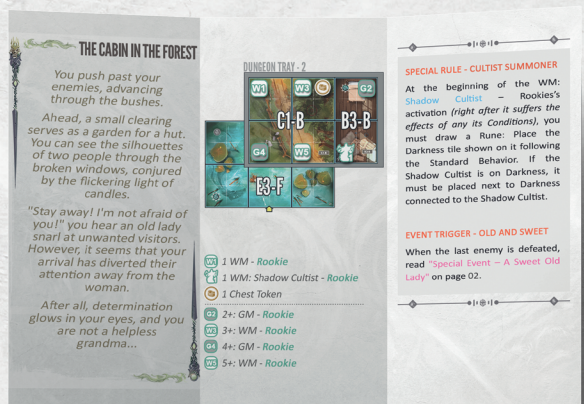 THE CABIN IN THE FOREST
You push past your
enemies, advancing
through the bushes.
Ahead, a small clearing
serves as a garden for a hut.
You can see the silhouettes
of two people through the
broken windows, conjured
by the flickering light of
candles.
"Stay away! I'm not afraid of
you!" you hear an old lady
snarl at unwanted visitors.
However, it seems that your
arrival has diverted their
attention away from the
woman.
After all, determination
glows in your eyes, and you
are not a helpless
grandma...
DUNGEON TRAY - 2
W1
W3
G2
C1-B
B3-B
G4
W5
E3-F
1 WM - Rookie
1 WM: Shadow Cultist - Rookie
1 Chest Token
G2 2+: GM - Rookie
W3 3+: WM - Rookie
G4 4+: GM - Rookie
W5 5+: WM - Rookie
SPECIAL RULE - CULTIST SUMMONER
At the beginning of the WM:
Shadow Cultist – Rookies's
activation (right after it suffers the
effects of any its Conditions), you
must draw a Rune: Place the
Darkness tile shown on it following
the Standard Behavior. If the
Shadow Cultist is on Darkness, it
must be placed next to Darkness
connected to the Shadow Cultist.
EVENT TRIGGER - OLD AND SWEET
When the last enemy is defeated,
read "Special Event – A Sweet Old
Lady" on page 02.